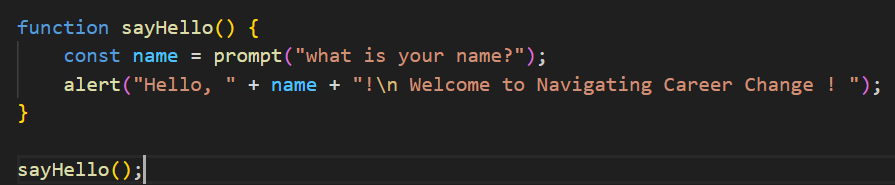 function sayHello() {
    const name = prompt("what is your name?");
    alert("Hello, " + name + "!\n Welcome to Navigating Career Change ! ");
}
sayHello();